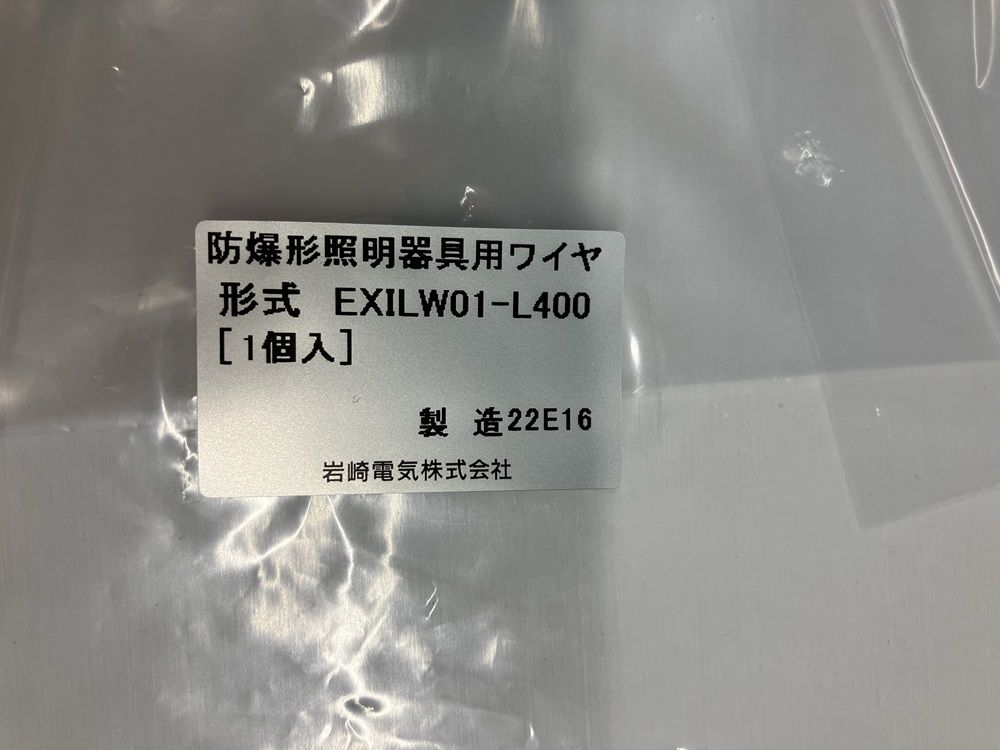 防爆形照明器具用ワイヤ
形式 EXILW01-L400
[1個入]
製 造22E16
岩崎電気株式会社